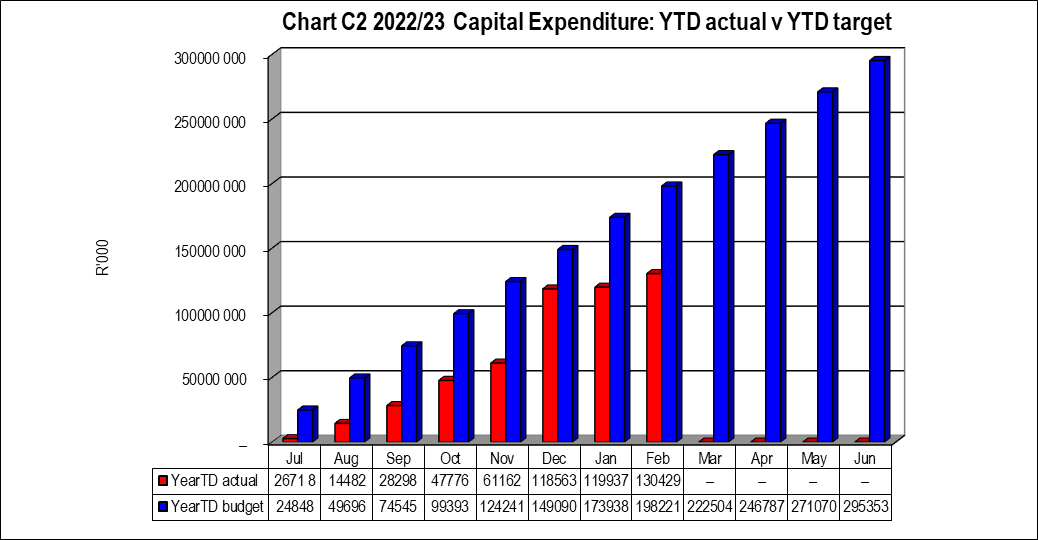 Chart C2 2022/23 Capital Expenditure: YTD actual v YTD target
300000 000
250000 000
200000 000
150000 000
100000 000
50000 000
–
R'000
Jul Aug Sep Oct Nov Dec Jan Feb Mar Apr May Jun
YearTD actual 2671 8 14482 28298 47776 61162 118563 119937 130429 – – – –
YearTD budget 24848 49696 74545 99393 124241 149090 173938 198221 222504 246787 271070 295353